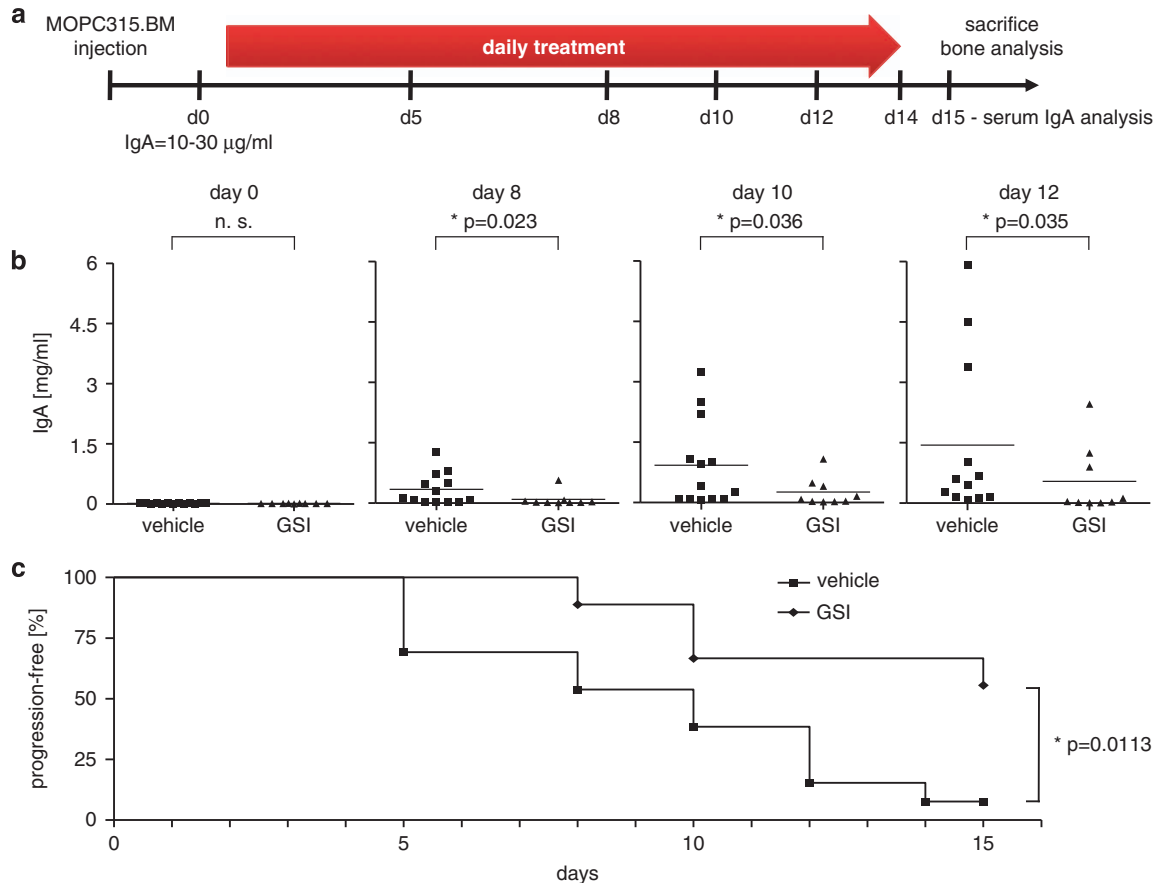 a
MOPC315.BM
injection
daily treatment
sacrifice
bone analysis
d0
d5
d8
d10
d12
d14
d15 - serum IgA analysis
IgA=10-30 μg/ml
day 0
n. s.
day 8
* p=0.023
day 10
* p=0.036
day 12
* p=0.035
b
IgA [mg/ml]
6
4.5
3
1.5
0
vehicle
GSI
vehicle
GSI
vehicle
GSI
vehicle
GSI
c
progression-free [%]
100
75
50
25
0
vehicle
GSI
* p=0.0113
0
5
10
15
days